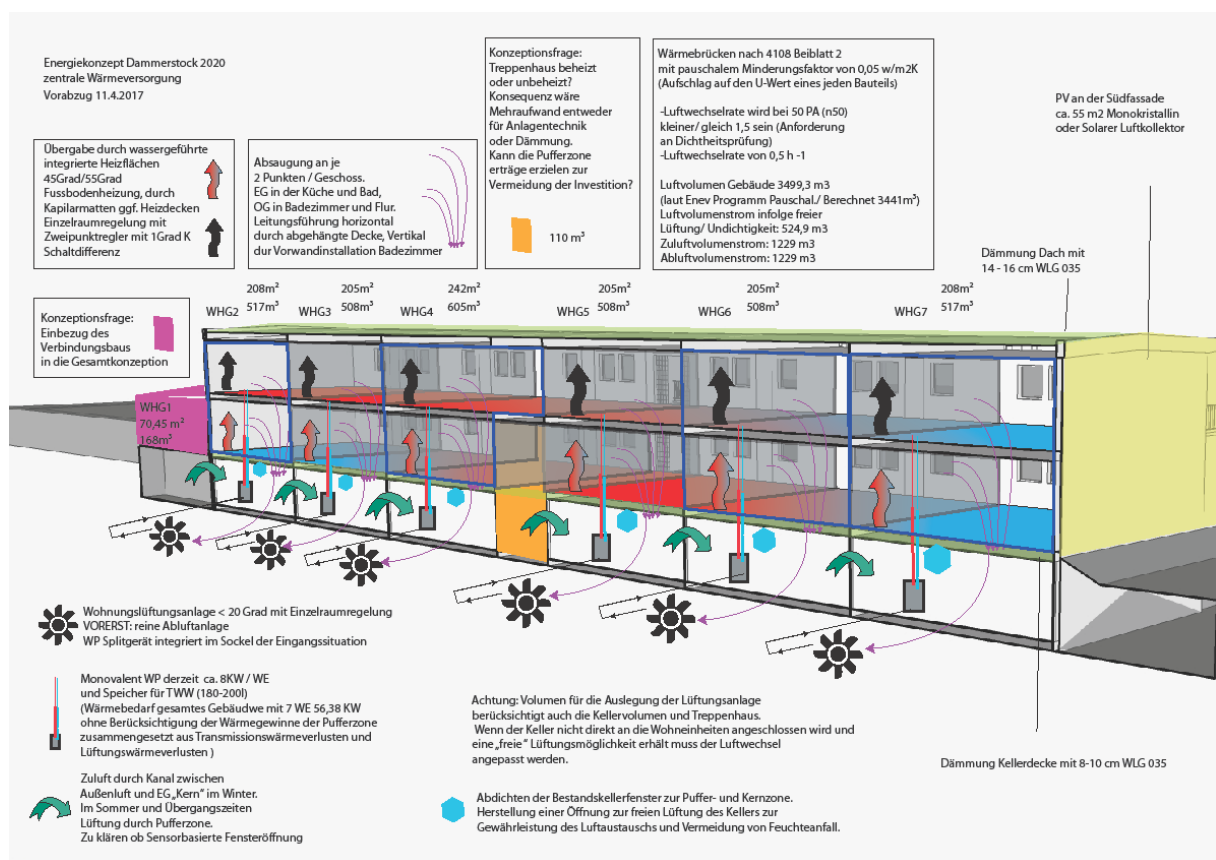 Energiekonzept Dammerstock 2020
zentrale Wärmeversorgung
Vorabzug 11.4.2017
Übergabe durch wassergeführte
integrierte Heizflächen
45Grad/55Grad
Fussbodenheizung, durch
Kapilarmatten ggf. Heizdecken
Einzelraumregelung mit
Zweipunktregler mit 1Grad K
Schaltdifferenz
Absaugung an je
2 Punkten / Geschoss.
EG in der Küche und Bad,
OG in Badezimmer und Flur.
Leitungsführung horizontal
durch abgehängte Decke, Vertikal
dur Vorwandinstallation Badezimmer
Konzeptionsfrage:
Treppenhaus beheizt
oder unbeheizt?
Konsequenz wäre
Mehraufwand entweder
für Anlagentechnik
oder Dämmung.
Kann die Pufferzone
erträge erzielen zur
Vermeidung der Investition?
110 m³
Wärmebrücken nach 4108 Beiblatt 2
mit pauschalem Minderungsfaktor von 0,05 w/m2K
(Aufschlag auf den U-Wert eines jeden Bauteils)
-Luftwechselrate wird bei 50 PA (n50)
kleiner/ gleich 1,5 sein (Anforderung
an Dichtheitsprüfung)
-Luftwechselrate von 0,5 h -1
Luftvolumen Gebäude 3499,3 m3
(laut Enev Programm Pauschal./ Berechnet 3441m³)
Luftvolumenstrom infolge freier
Lüftung/ Undichtigkeit: 524,9 m3
Zuluftvolumenstrom: 1229 m3
Abluftvolumenstrom: 1229 m3
PV an der Südfassade
ca. 55 m2 Monokristallin
oder Solarer Luftkollektor
Dämmung Dach mit
14 - 16 cm WLG 035
Konzeptionsfrage:
Einbezug des
Verbindungsbaus
in die Gesamtkonzeption
208m²
WHG2 517m³
205m²
WHG3 508m³
242m²
WHG4 605m³
205m²
WHG5 508m³
205m²
WHG6 508m³
208m²
WHG7 517m³
WHG1
70,45 m²
168m³
Wohnungslüftungsanlage < 20 Grad mit Einzelraumregelung
VORERST: reine Abluftanlage
WP Splitgerät integriert im Sockel der Eingangssituation
Monovalent WP derzeit ca. 8KW / WE
und Speicher für TWW (180-200l)
(Wärmebedarf gesamtes Gebäudwe mit 7 WE 56,38 KW
ohne Berücksichtigung der Wärmegewinne der Pufferzone
zusammengesetzt aus Transmissionswärmeverlusten und
Lüftungswärmeverlusten )
Zuluft durch Kanal zwischen
Außenluft und EG „Kern“ im Winter.
Im Sommer und Übergangszeiten
Lüftung durch Pufferzone.
Zu klären ob Sensorbasierte Fensteröffnung
Achtung: Volumen für die Auslegung der Lüftungsanlage
berücksichtigt auch die Kellervolumen und Treppenhaus.
Wenn der Keller nicht direkt an die Wohneinheiten angeschlossen wird und
eine „freie“ Lüftungsmöglichkeit erhält muss der Luftwechsel
angepasst werden.
Abdichten der Bestandskellerfenster zur Puffer- und Kernzone.
Herstellung einer Öffnung zur freien Lüftung des Kellers zur
Gewährleistung des Luftaustauschs und Vermeidung von Feuchteanfall.
Dämmung Kellerdecke mit 8-10 cm WLG 035